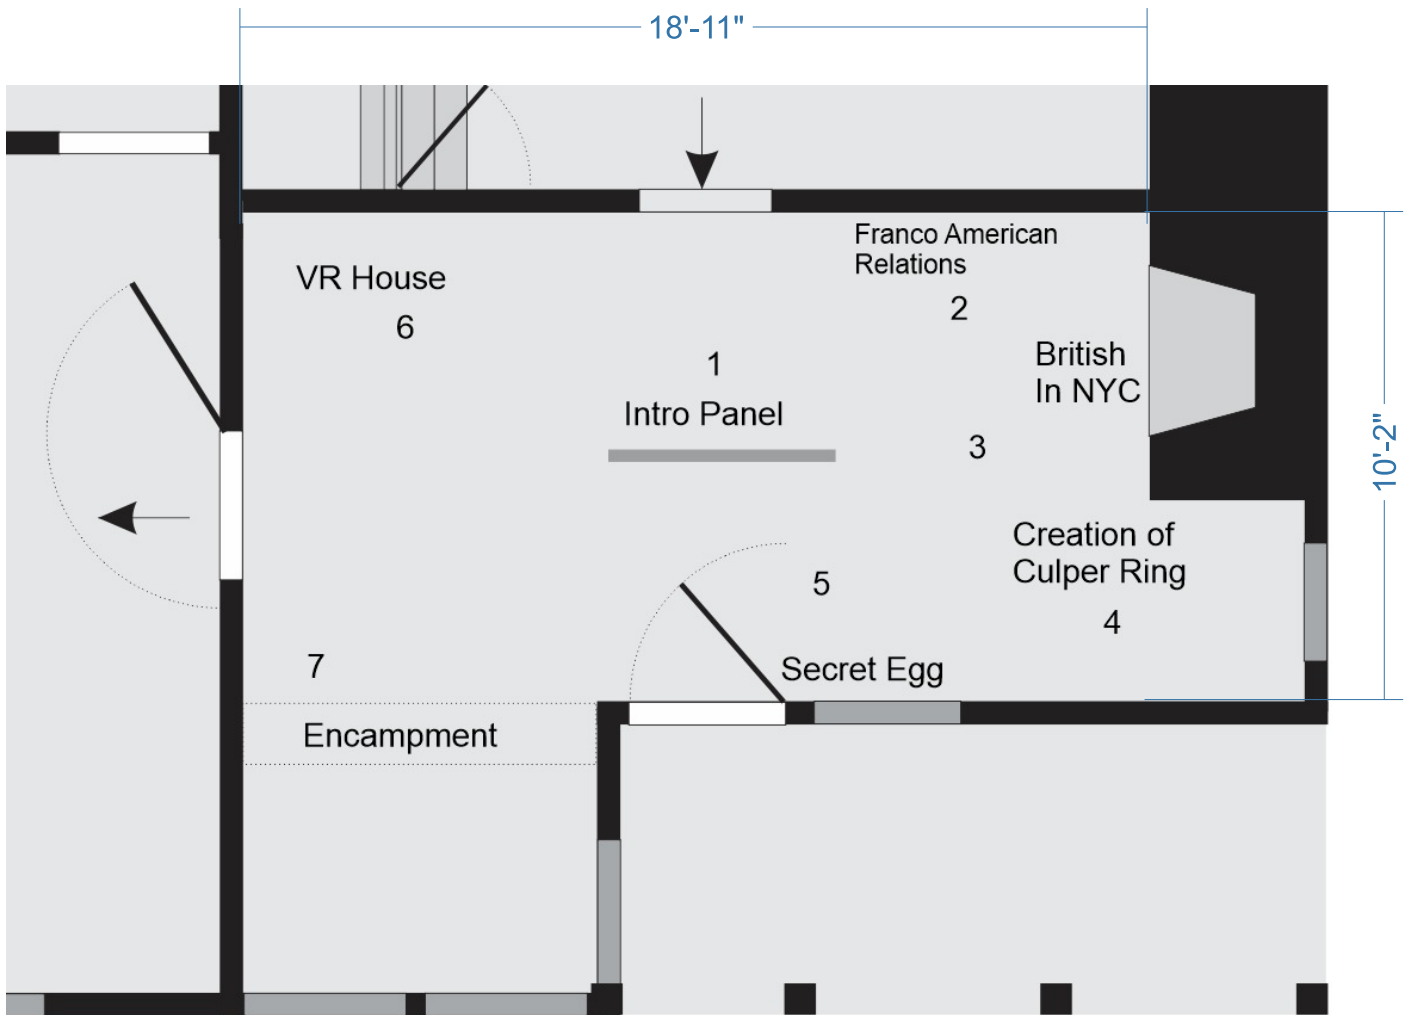 18'-11"
Franco American
Relations
2
VR House
6
1
Intro Panel
British
In NYC
3
10'-2"
Creation of
Culper Ring
4
5
Secret Egg
7
Encampment